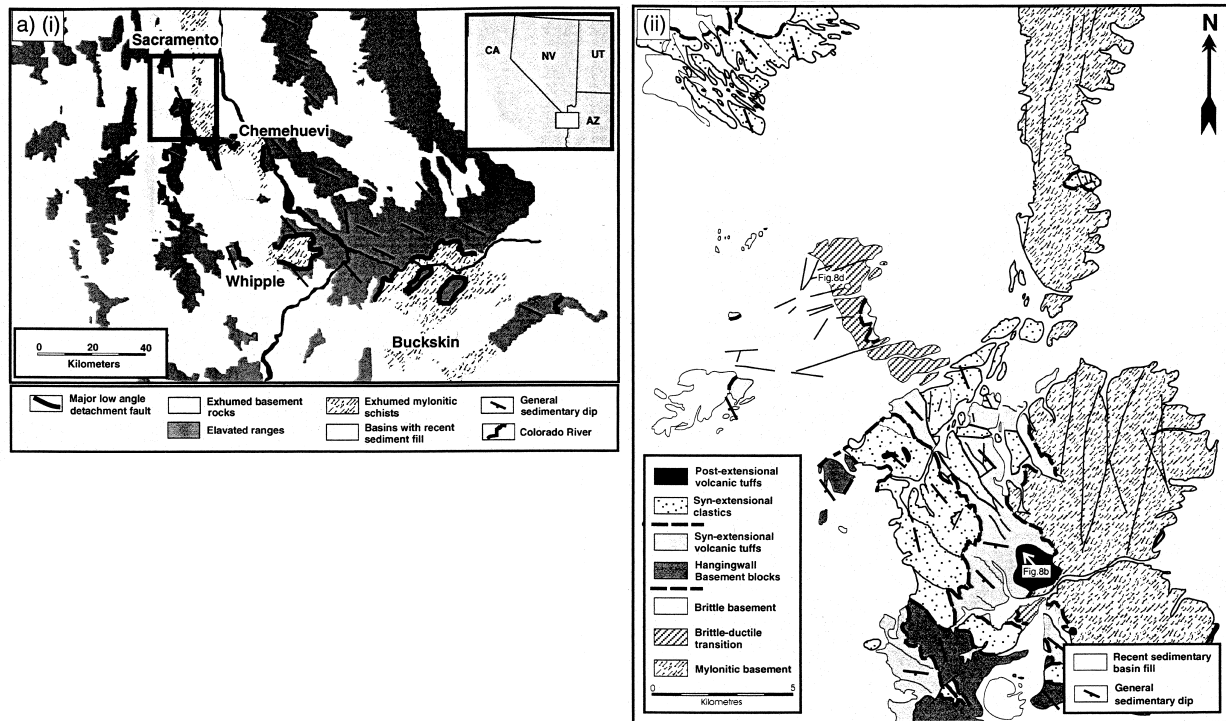 a) (i)
Sacramento
CA
NV
UT
AZ
Chemehuevi
Whipple
Buckskin
0 20 40
Kilometers
Major low angle
detachment fault
Exhumed basement
rocks
Elavated ranges
Exhumed mylonitic
schists
Basins with recent
sediment fill
General
sedimentary dip
Colorado River
(ii)
N
Fig.8d
Fig.8b
Post-extensional
volcanic tuffs
Syn-extensional
clastics
Syn-extensional
volcanic tuffs
Hangingwall
Basement blocks
Brittle basement
Brittle-ductile
transition
Mylonitic basement
0 5
Kilometres
Recent sedimentary
basin fill
General
sedimentary dip